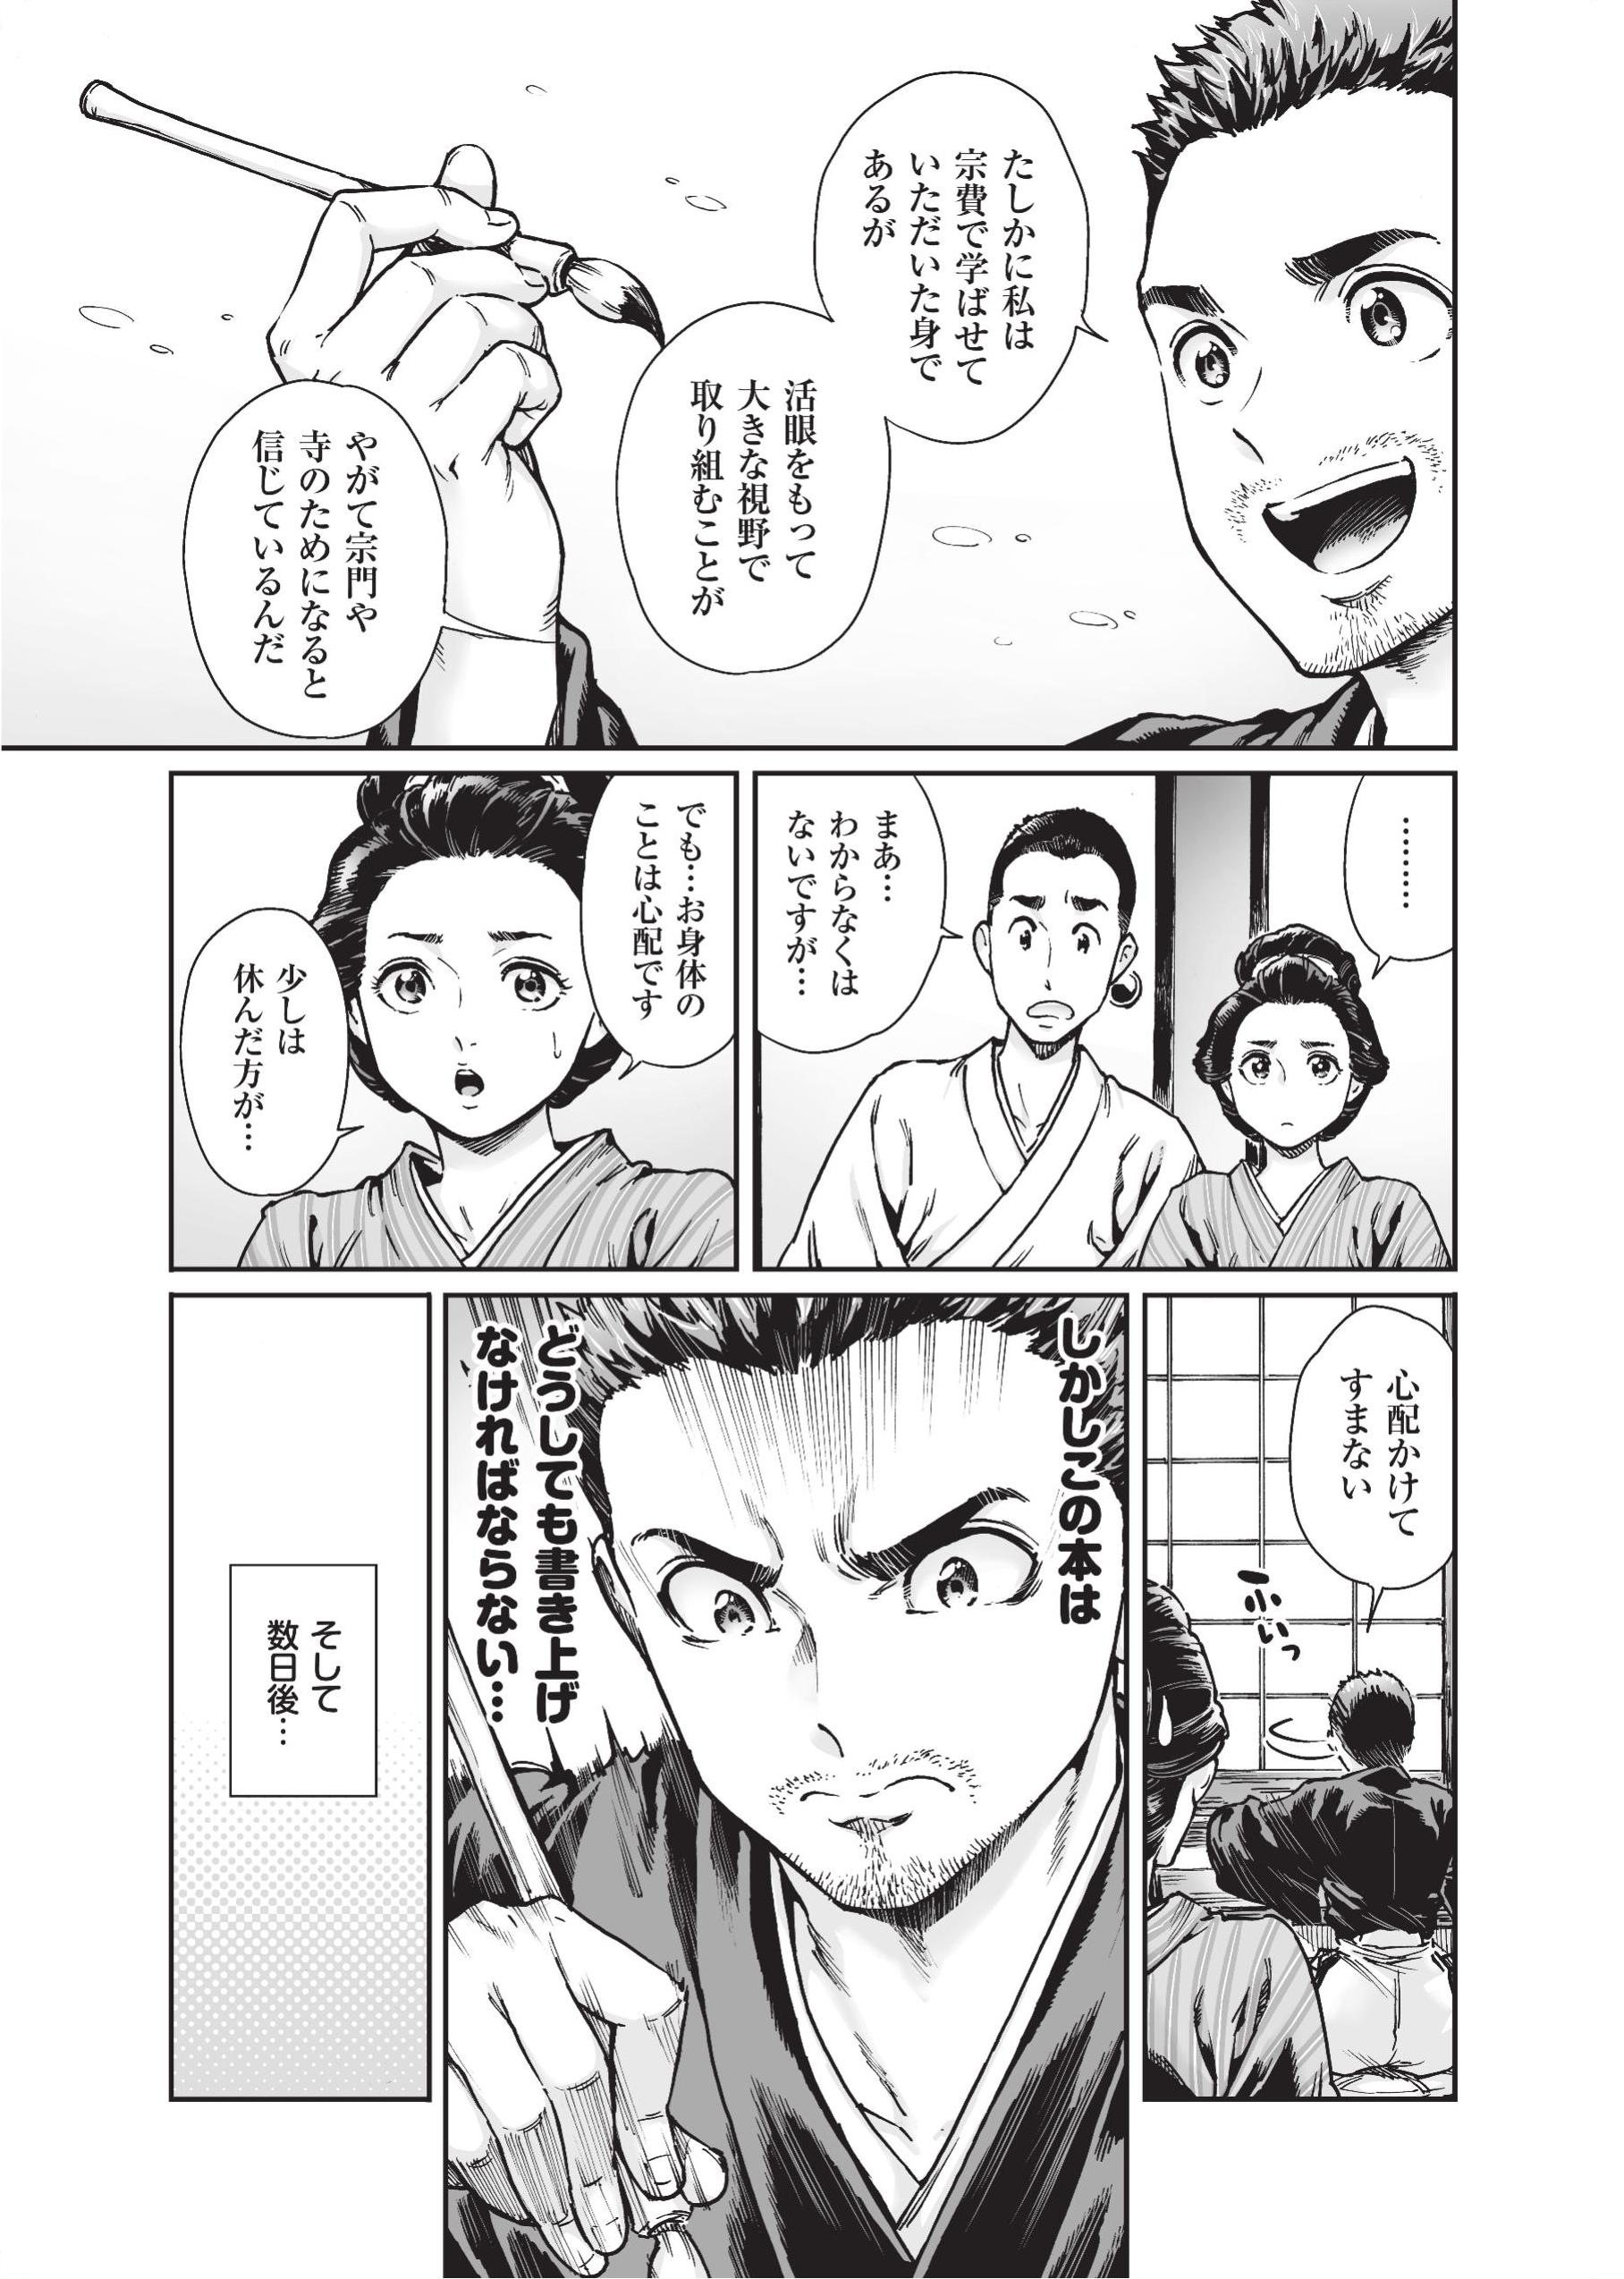 たしかに私は
宗費で学ばせて
いただいた身で
あるが
活眼をもって
大きな視野で
取り組むことが
やがて宗門や
寺のためになると
信じているんだ
………
まあ…
わからなくは
ないですが…
でも…お身体の
ことは心配です
少しは
休んだ方が…
心配かけて
すまない
ふいっ
しかしこの本は
どうしても書き上げ
なければならない…
そして
数日後…